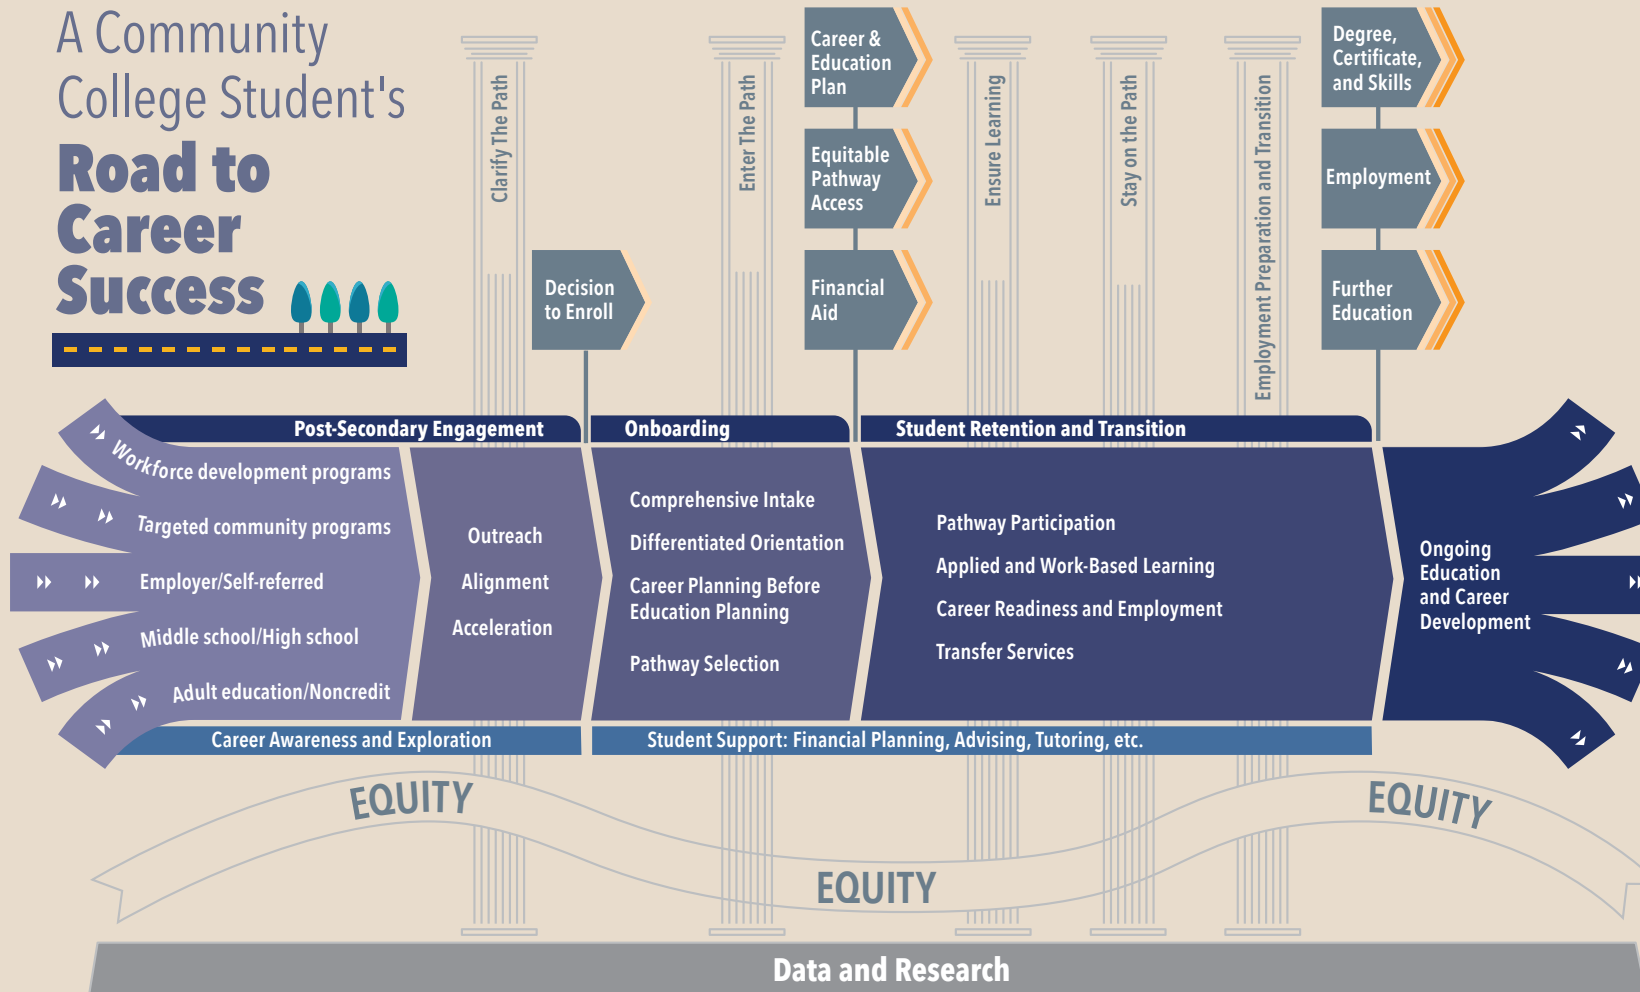 A Community
College Student's
Road to
Career
Success
Clarify The Path
Enter The Path
Ensure Learning
Stay on the Path
Employment Preparation and Transition
Decision
to Enroll
Career &
Education
Plan
Equitable
Pathway
Access
Financial
Aid
Degree,
Certificate,
and Skills
Employment
Further
Education
Post-Secondary Engagement
Onboarding
Student Retention and Transition
Workforce development programs
Targeted community programs
Employer/Self-referred
Middle school/High school
Adult education/Noncredit
Outreach
Alignment
Acceleration
Comprehensive Intake
Differentiated Orientation
Career Planning Before
Education Planning
Pathway Selection
Pathway Participation
Applied and Work-Based Learning
Career Readiness and Employment
Transfer Services
Ongoing
Education
and Career
Development
Career Awareness and Exploration
Student Support: Financial Planning, Advising, Tutoring, etc.
EQUITY
EQUITY
EQUITY
Data and Research